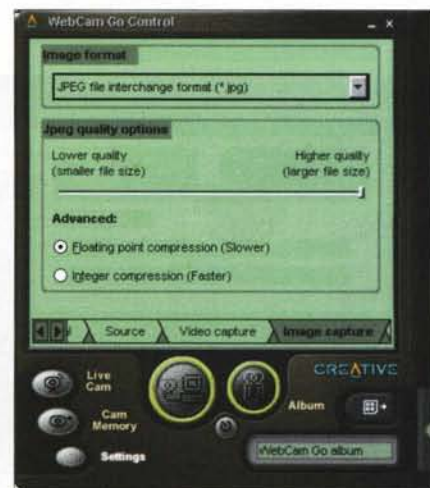 WebCam Go Control
Image format
JPEG file interchange format (*.jpg)
Jpeg quality options
Lower quality
(smaller file size)
Higher quality
(larger file size)
Advanced:
Floating point compression (Slower)
Integer compression (Faster)
Source
Video capture
Image capture
CREATIVE
Live
Cam
Album
Cam
Memory
Settings
WebCam Go album